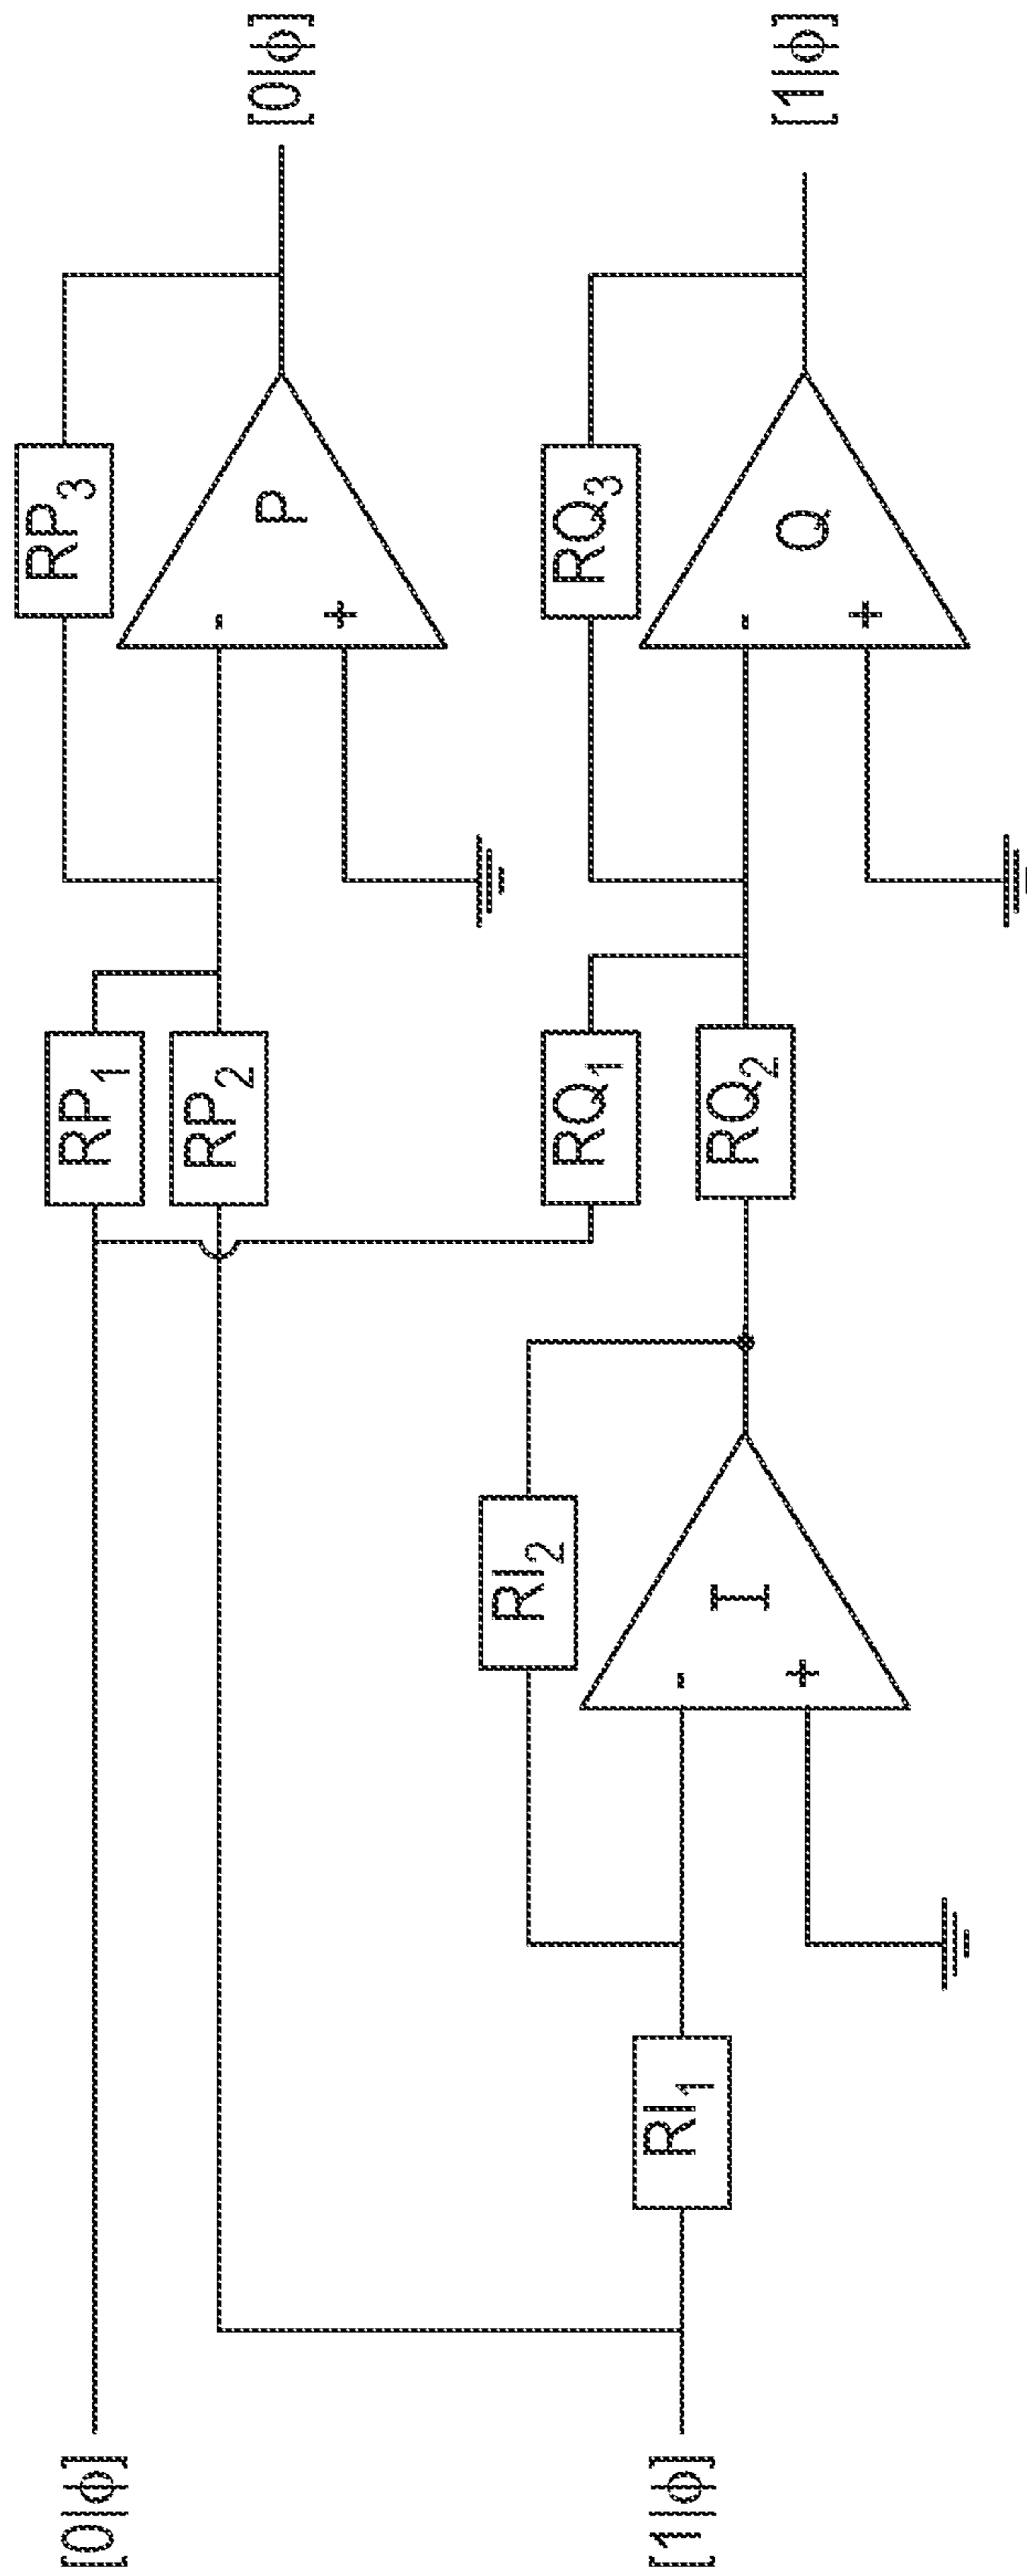 [0|ϕ]
[1|ϕ]
RP3
P
-
+
RQ3
Q
-
+
RP1
RP2
RQ1
RQ2
RI2
I
-
+
RI1
[0|ϕ]
[1|ϕ]